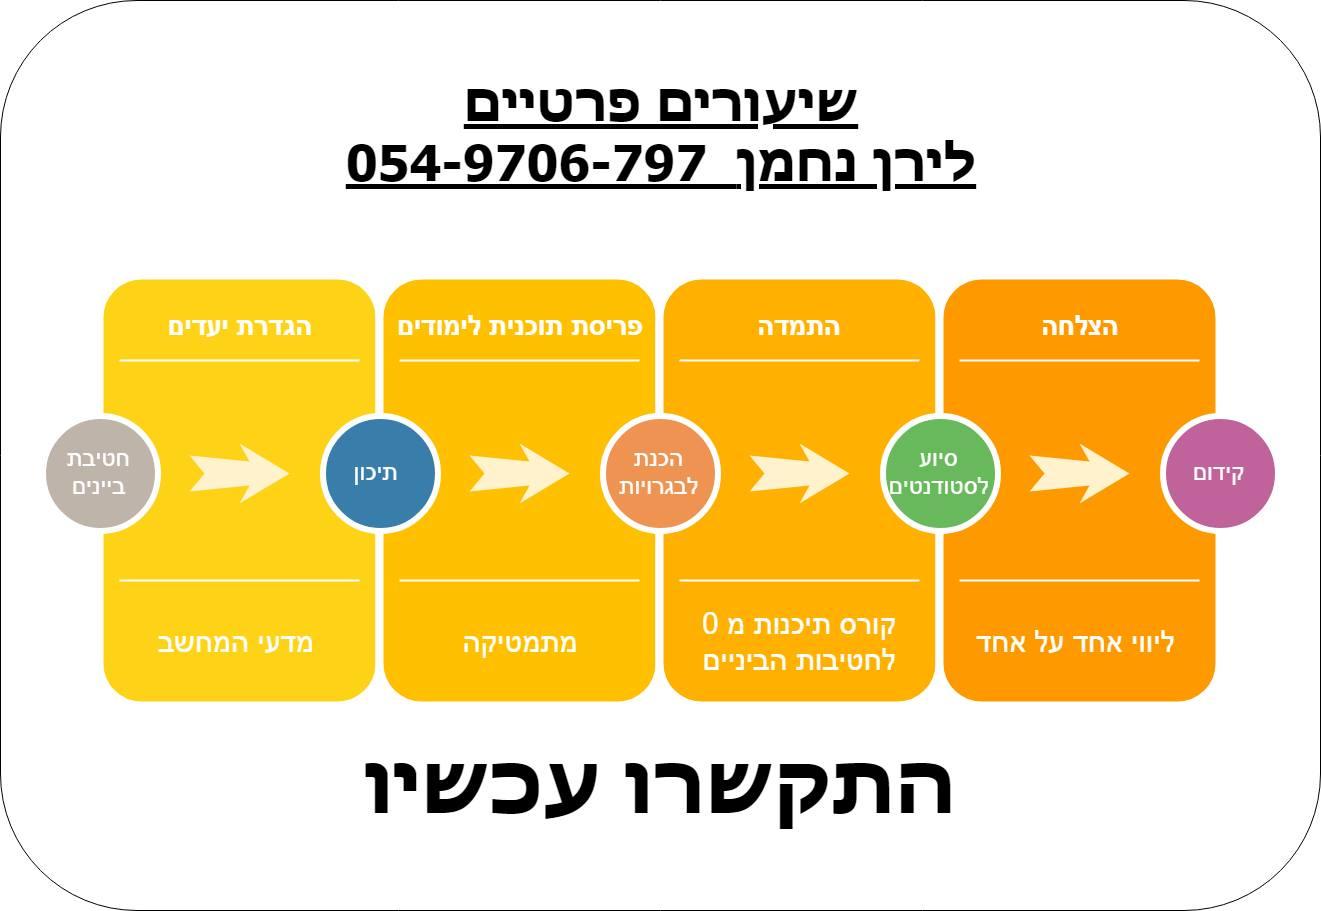 שיעורים פרטיים
לירן נחמן  054-9706-797
הגדרת יעדים
פריסת תוכנית לימודים
התמדה
הצלחה
חטיבת
ביינים
תיכון
הכנת
לבגרויות
סיוע
לסטודנטים
קידום
מדעי המחשב
מתמטיקה
קורס תיכנות מ 0
לחטיבות הביניים
ליווי אחד על אחד
התקשרו עכשיו